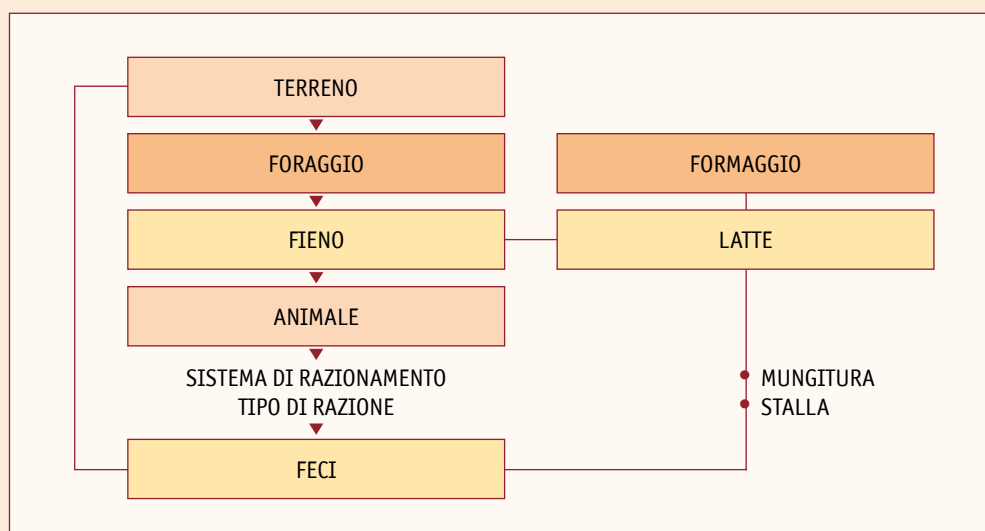 TERRENO
FORAGGIO
FORMAGGIO
FIENO
LATTE
ANIMALE
SISTEMA DI RAZIONAMENTO
TIPO DI RAZIONE
MUNGITURA
STALLA
FECI